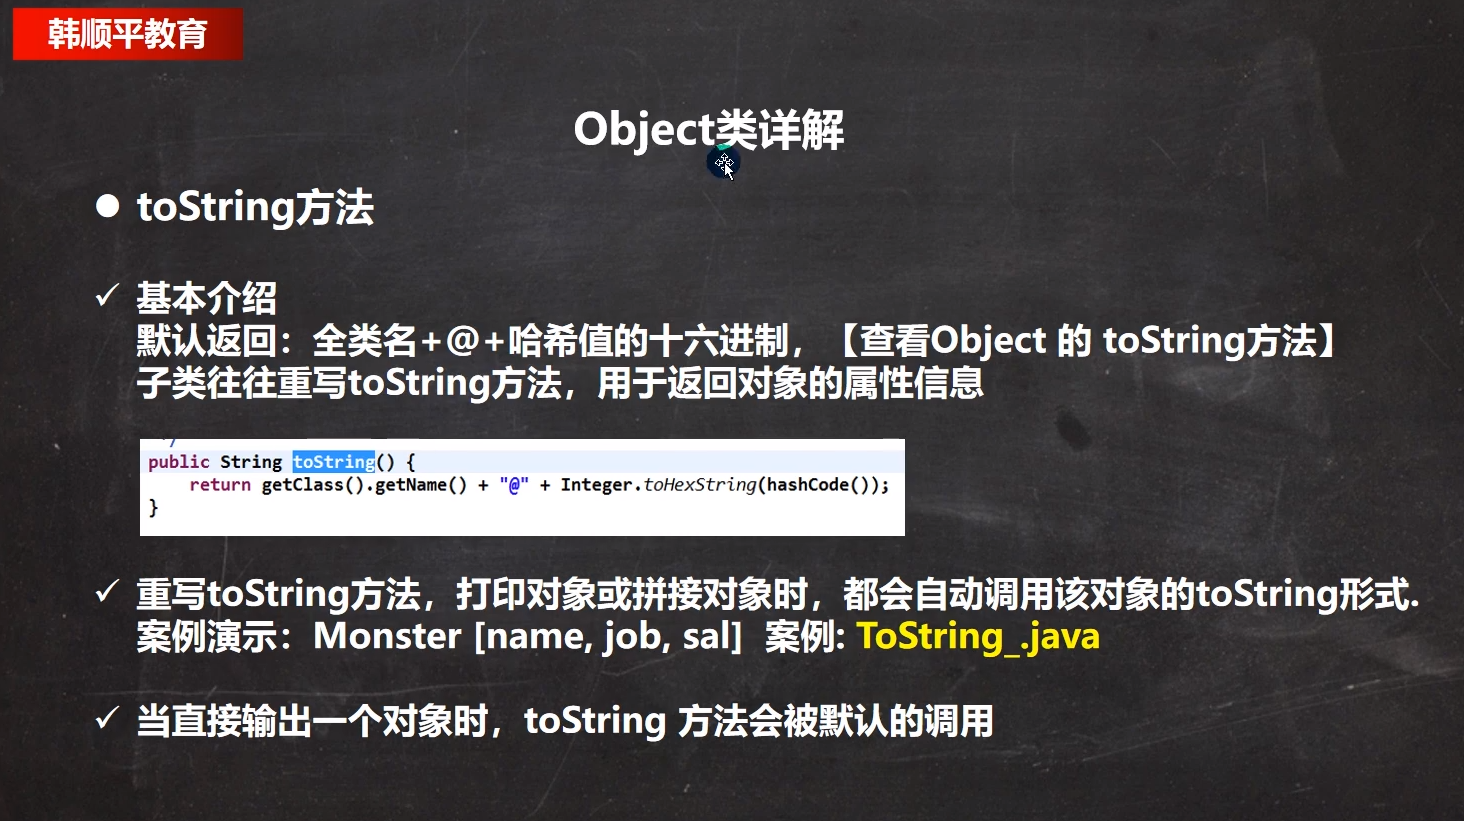 韩顺平教育
Object类详解
toString方法
基本介绍
默认返回：全类名+@+哈希值的十六进制，【查看Object 的 toString方法】
子类往往重写toString方法，用于返回对象的属性信息
*/
public String toString() {
return getClass().getName() + "@" + Integer.toHexString(hashCode());
}
重写toString方法，打印对象或拼接对象时，都会自动调用该对象的toString形式.
案例演示：Monster [name, job, sal] 案例: ToString_.java
当直接输出一个对象时，toString 方法会被默认的调用